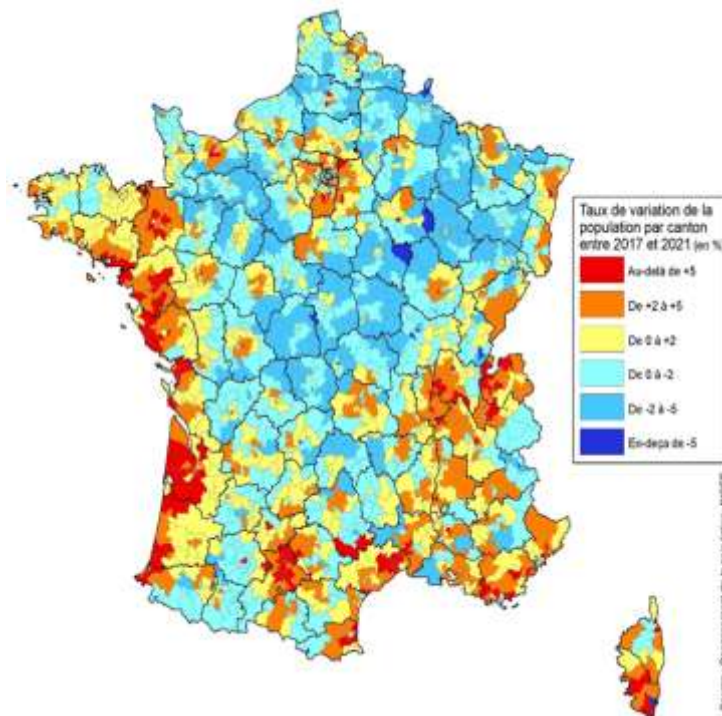 Taux de variation de la
population par canton
entre 2017 et 2021 (en %)
Au-delà de +5
De +2 à +5
De 0 à +2
De 0 à -2
De -2 à -5
En-deçà de -5